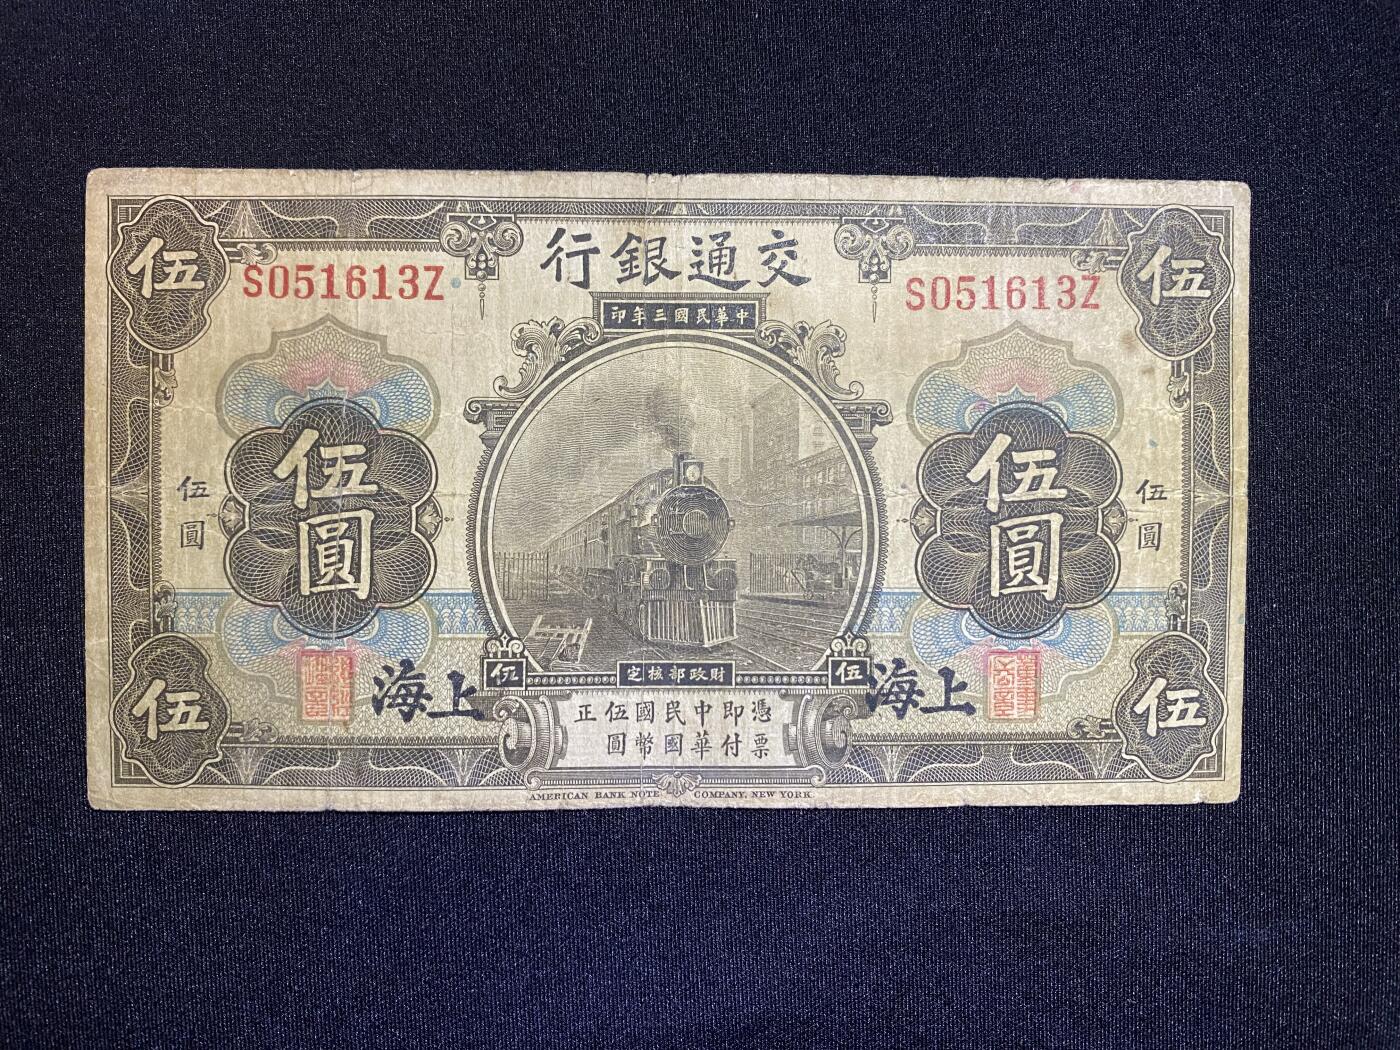 交通銀行
伍
伍
S051613Z
S051613Z
中華民國三年印
伍圓
伍圓
伍圓
伍圓
伍
伍
財政部核定
上海
上海
伍
伍
憑票即付中華民國國幣伍圓正
AMERICAN BANK NOTE COMPANY, NEW YORK.